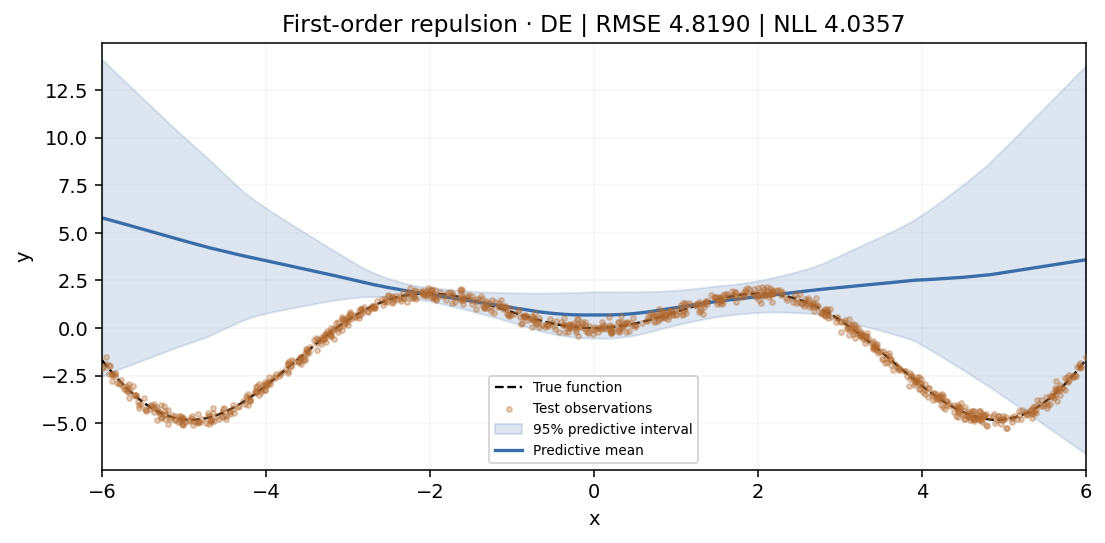 First-order repulsion · DE | RMSE 4.8190 | NLL 4.0357
12.5
10.0
7.5
5.0
2.5
0.0
−2.5
−5.0
y
True function
Test observations
95% predictive interval
Predictive mean
−6
−4
−2
0
2
4
6
x